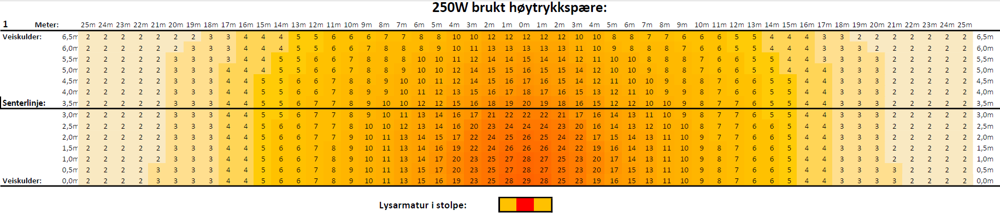 250W brukt høytrykkspære:
1 Meter: 25m 24m 23m 22m 21m 20m 19m 18m 17m 16m 15m 14m 13m 12m 11m 10m 9m 8m 7m 6m 5m 4m 3m 2m 1m 0m 1m 2m 3m 4m 5m 6m 7m 8m 9m 10m 11m 12m 13m 14m 15m 16m 17m 18m 19m 20m 21m 22m 23m 24m 25m
Veiskulder: 6,5m 2 2 2 2 2 2 2 3 3 4 4 4 5 5 6 6 6 7 7 8 8 10 10 12 12 12 12 12 10 10 8 8 7 7 6 6 6 5 5 4 4 4 3 3 2 2 2 2 2 2 2 6,5m
6,0m 2 2 2 2 2 2 3 3 3 4 4 4 5 5 6 6 7 8 8 8 9 10 11 13 13 13 13 13 11 10 9 8 8 8 7 6 6 5 5 4 4 4 3 3 3 2 2 2 2 2 2 6,0m
5,5m 2 2 2 2 2 3 3 3 3 4 4 5 5 6 6 7 8 8 8 10 10 11 12 14 14 15 14 14 12 11 10 10 8 8 8 7 6 6 5 5 4 4 3 3 3 3 2 2 2 2 2 5,5m
5,0m 2 2 2 2 2 3 3 3 4 4 4 5 5 6 6 7 8 8 9 10 10 12 14 15 15 16 15 15 14 12 10 10 9 8 8 7 6 6 5 5 4 4 4 3 3 3 2 2 2 2 2 5,0m
4,5m 2 2 2 2 2 3 3 3 4 4 5 5 6 6 7 8 8 9 10 10 11 12 14 15 16 17 16 15 14 12 11 10 10 9 8 8 7 6 6 5 5 4 4 3 3 3 2 2 2 2 2 4,5m
4,0m 2 2 2 2 2 3 3 3 4 4 5 5 6 6 7 8 9 9 10 11 12 13 15 16 17 18 17 16 15 13 12 11 10 9 9 8 7 6 6 5 5 4 4 3 3 3 2 2 2 2 2 4,0m
Senterlinje: 3,5m 2 2 2 2 2 3 3 3 4 4 5 5 6 7 7 8 9 10 10 12 12 15 16 18 19 20 19 18 16 15 12 12 10 10 9 8 7 7 6 5 5 4 4 3 3 3 2 2 2 2 2 3,5m
3,0m 2 2 2 2 2 3 3 3 4 4 5 5 6 7 7 8 9 10 11 13 14 16 17 21 22 22 22 21 17 16 14 13 11 10 9 8 7 7 6 5 5 4 4 3 3 3 2 2 2 2 2 3,0m
2,5m 2 2 2 2 2 3 3 3 4 4 5 6 6 7 7 9 10 10 12 13 14 16 20 23 24 24 24 23 20 16 14 13 12 10 10 9 7 7 6 6 5 4 4 3 3 3 2 2 2 2 2 2,5m
2,0m 2 2 2 2 2 3 3 3 4 4 5 6 6 7 7 9 10 11 13 14 15 17 22 24 25 26 25 24 22 17 15 14 13 11 10 9 7 7 6 6 5 4 4 3 3 3 2 2 2 2 2 2,0m
1,5m 2 2 2 2 2 3 3 3 4 4 5 6 6 7 8 9 10 11 13 14 16 19 22 24 26 26 26 24 22 19 16 14 13 11 10 9 8 7 6 6 5 4 4 3 3 3 2 2 2 2 2 1,5m
1,0m 2 2 2 2 2 3 3 3 4 4 5 6 6 7 8 9 10 11 13 14 17 20 23 25 27 28 27 25 23 20 17 14 13 11 10 9 8 7 6 6 5 4 4 3 3 3 2 2 2 2 2 1,0m
0,5m 2 2 2 2 3 3 3 3 4 4 5 6 6 7 8 9 10 11 13 15 17 20 23 25 27 28 27 25 23 20 17 15 13 11 10 9 8 7 6 6 5 4 4 3 3 3 3 2 2 2 2 0,5m
Veiskulder: 0,0m 2 2 2 2 3 3 3 3 4 4 5 6 6 7 8 9 10 11 13 15 16 19 23 25 28 29 28 25 23 19 16 15 13 11 10 9 8 7 6 6 5 4 4 3 3 3 3 2 2 2 2 0,0m
Lysarmatur i stolpe: